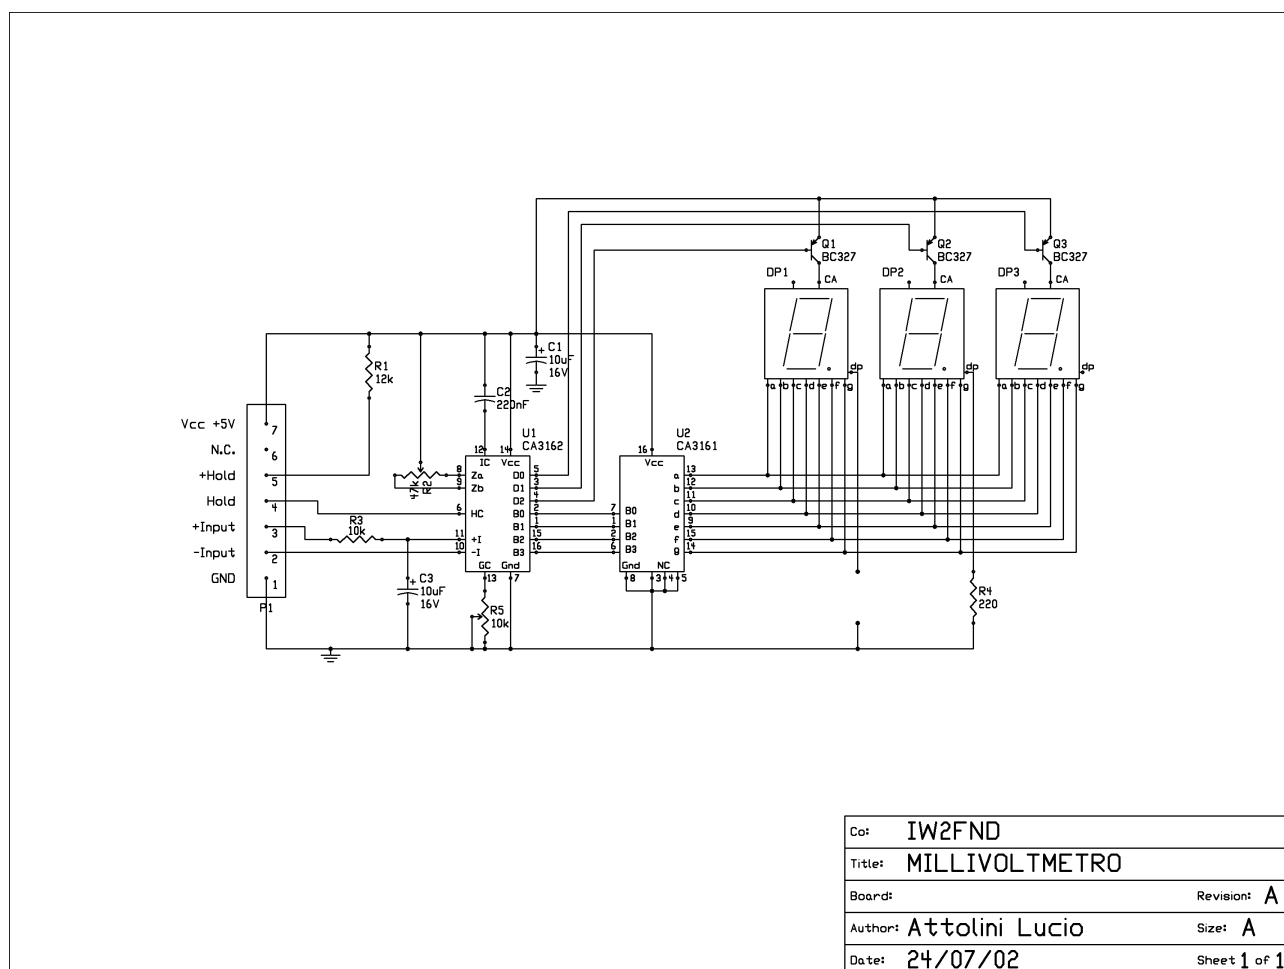 Q1
BC327
Q2
BC327
Q3
BC327
DP1
CA
DP2
CA
DP3
CA
dp
dp
dp
a b c d e f g
a b c d e f g
a b c d e f g
R1
12k
+
C1
10uF
16V
C2
220nF
Vcc +5V
7
N.C.
6
+Hold
5
Hold
4
+Input
3
-Input
2
GND
1
P1
47k
R2
R3
10k
+
C3
10uF
16V
R5
10k
U1
CA3162
12
14
IC
Vcc
8
Za
9
Zb
6
HC
11
+I
10
-I
GC
Gnd
13
7
D0
5
D1
3
D2
4
B0
2
B1
1
B2
15
B3
16
U2
CA3161
16
Vcc
7
B0
1
B1
2
B2
6
B3
Gnd
NC
8
3
4
5
a
13
b
12
c
11
d
10
e
9
f
15
g
14
R4
220
Co: IW2FND
Title: MILLIVOLTMETRO
Board: Revision: A
Author: Attolini Lucio Size: A
Date: 24/07/02 Sheet 1 of 1